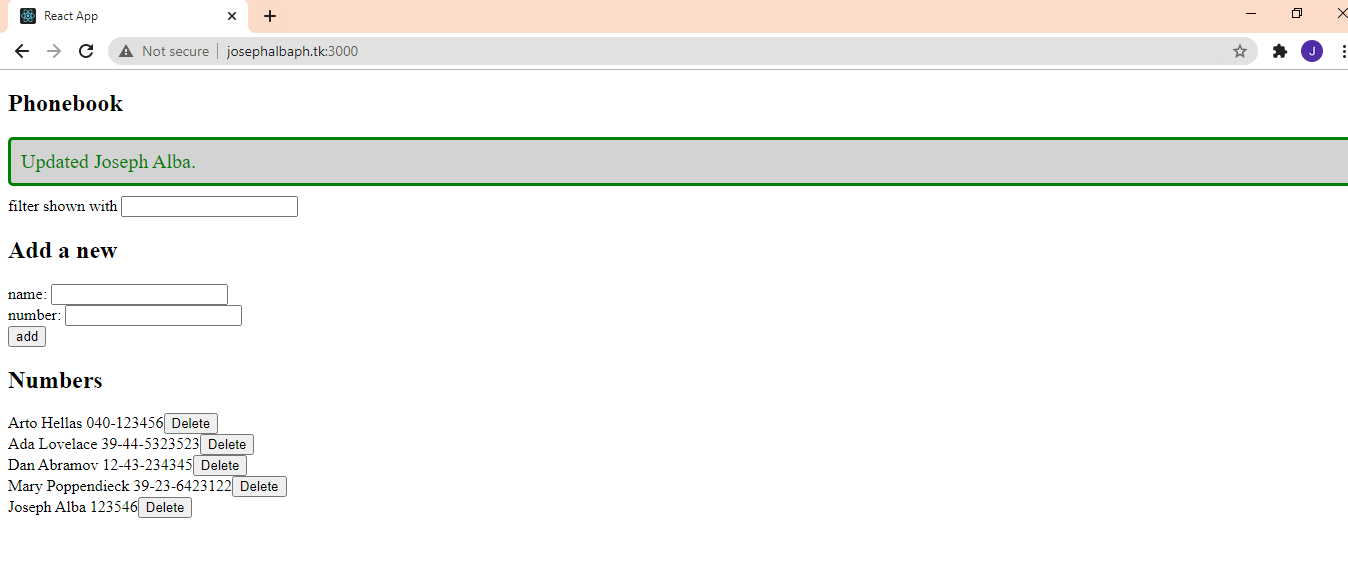 React App
Not secure josephalbaph.tk:3000
J
Phonebook
Updated Joseph Alba.
filter shown with
Add a new
name:
number:
add
Numbers
Arto Hellas 040-123456 Delete
Ada Lovelace 39-44-5323523 Delete
Dan Abramov 12-43-234345 Delete
Mary Poppendieck 39-23-6423122 Delete
Joseph Alba 123546 Delete